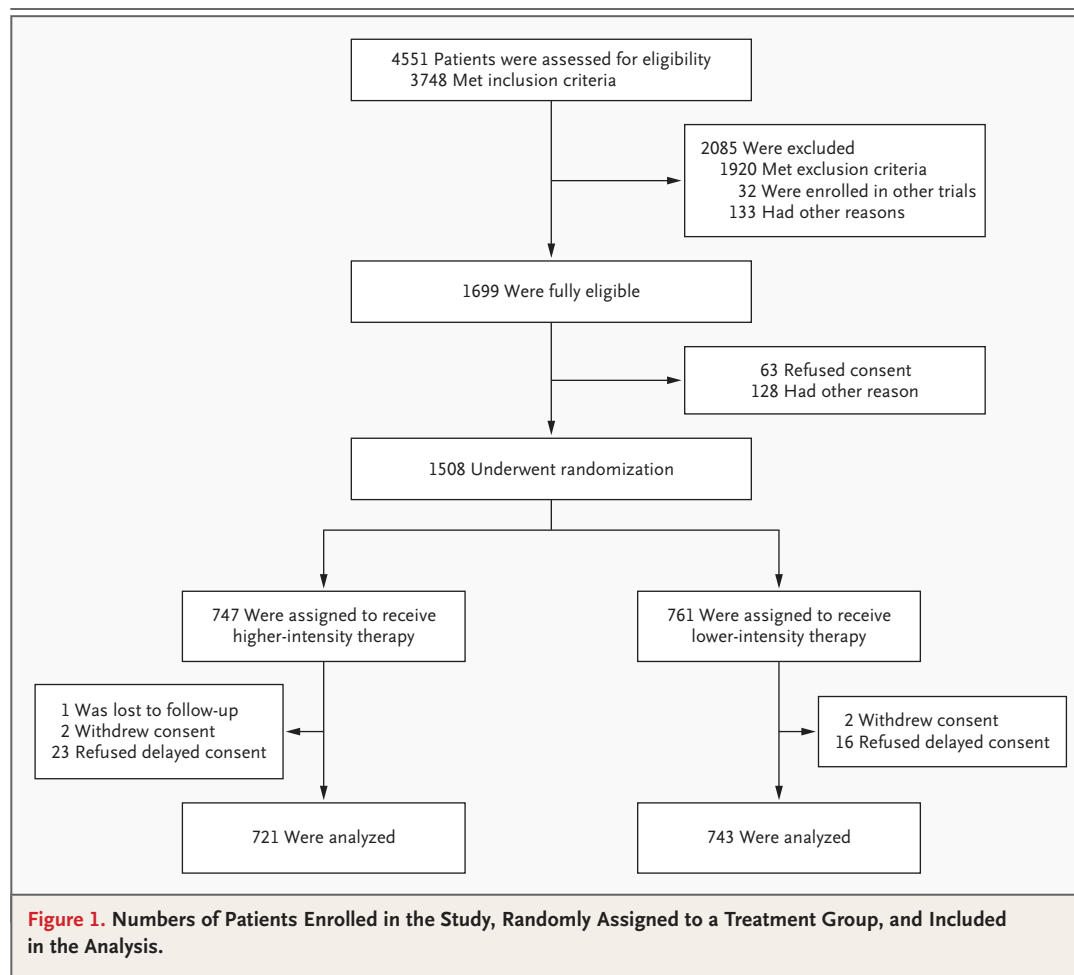 4551 Patients were assessed for eligibility
3748 Met inclusion criteria
2085 Were excluded
1920 Met exclusion criteria
32 Were enrolled in other trials
133 Had other reasons
1699 Were fully eligible
63 Refused consent
128 Had other reason
1508 Underwent randomization
747 Were assigned to receive
higher-intensity therapy
761 Were assigned to receive
lower-intensity therapy
1 Was lost to follow-up
2 Withdrew consent
23 Refused delayed consent
2 Withdrew consent
16 Refused delayed consent
721 Were analyzed
743 Were analyzed
Figure 1. Numbers of Patients Enrolled in the Study, Randomly Assigned to a Treatment Group, and Included
in the Analysis.